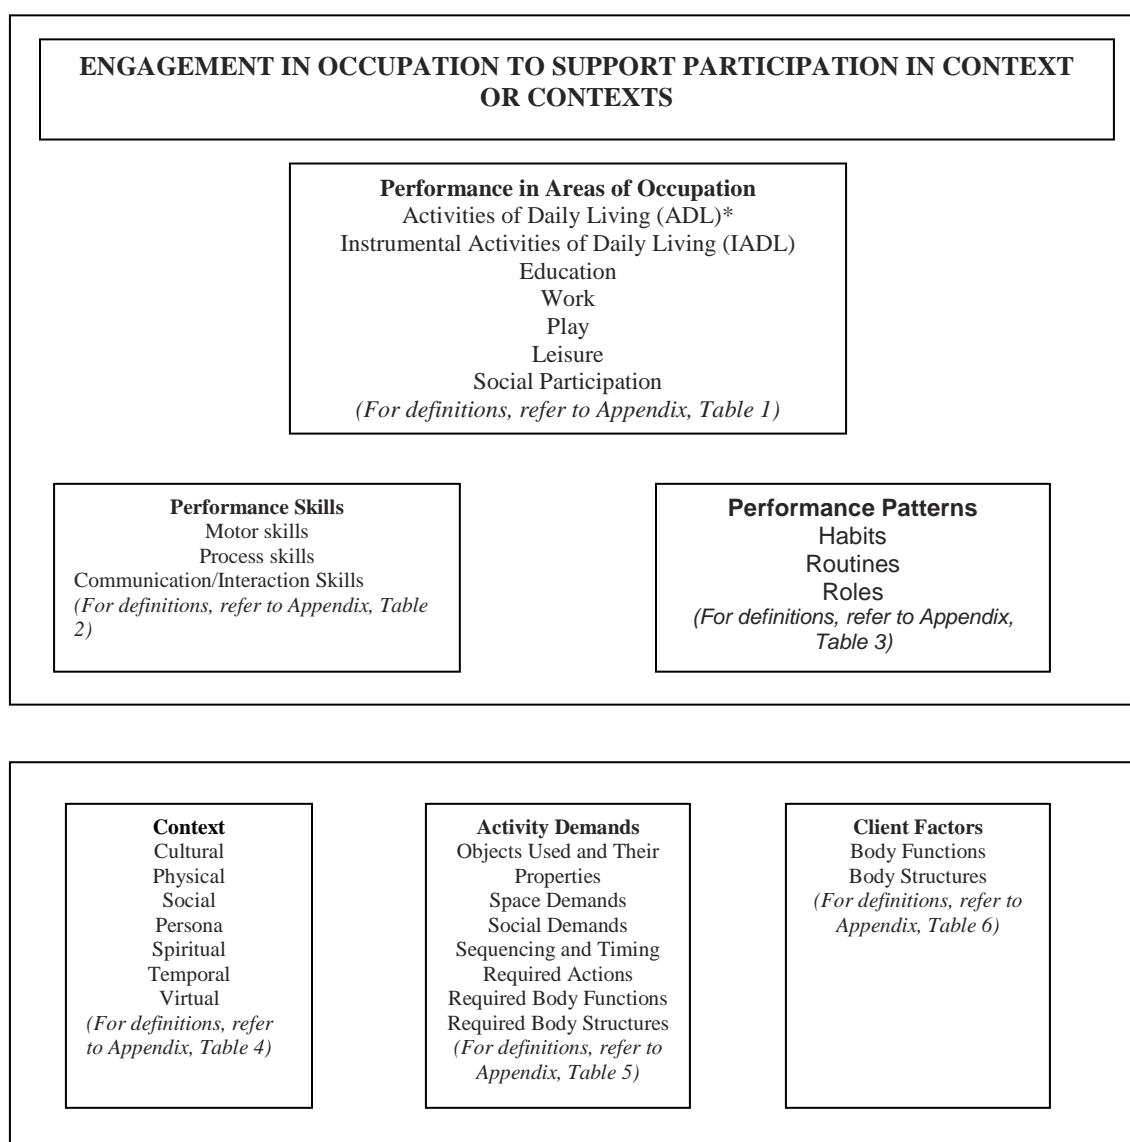 ENGAGEMENT IN OCCUPATION TO SUPPORT PARTICIPATION IN CONTEXT
OR CONTEXTS
Performance in Areas of Occupation
Activities of Daily Living (ADL)*
Instrumental Activities of Daily Living (IADL)
Education
Work
Play
Leisure
Social Participation
(For definitions, refer to Appendix, Table 1)
Performance Skills
Motor skills
Process skills
Communication/Interaction Skills
(For definitions, refer to Appendix, Table
2)
Performance Patterns
Habits
Routines
Roles
(For definitions, refer to Appendix,
Table 3)
Context
Cultural
Physical
Social
Persona
Spiritual
Temporal
Virtual
(For definitions, refer
to Appendix, Table 4)
Activity Demands
Objects Used and Their
Properties
Space Demands
Social Demands
Sequencing and Timing
Required Actions
Required Body Functions
Required Body Structures
(For definitions, refer to
Appendix, Table 5)
Client Factors
Body Functions
Body Structures
(For definitions, refer to
Appendix, Table 6)